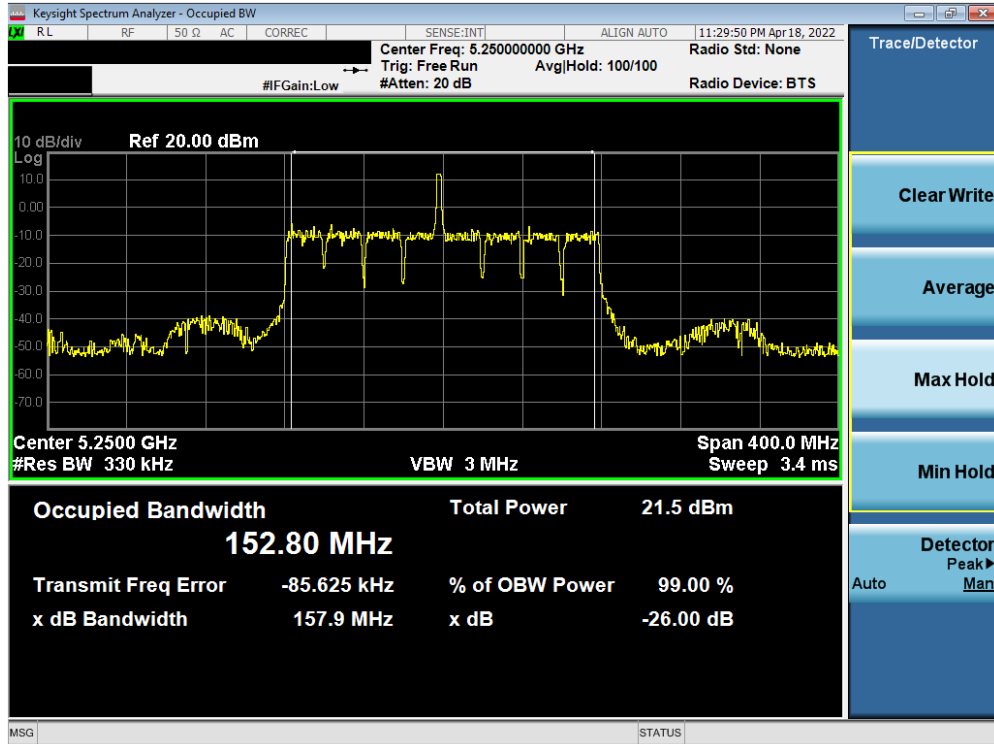 Keysight Spectrum Analyzer - Occupied BW
LXI RL RF 50 Ω AC CORREC SENSE:INT ALIGN AUTO 11:29:50 PM Apr 18, 2022
Center Freq: 5.250000000 GHz Radio Std: None
Trig: Free Run Avg|Hold: 100/100
#IFGain:Low #Atten: 20 dB Radio Device: BTS
Trace/Detector
10 dB/div Ref 20.00 dBm
Log
10.0
0.00
-10.0
-20.0
-30.0
-40.0
-50.0
-60.0
-70.0
Center 5.2500 GHz Span 400.0 MHz
#Res BW 330 kHz VBW 3 MHz Sweep 3.4 ms
Occupied Bandwidth Total Power 21.5 dBm
152.80 MHz
Transmit Freq Error -85.625 kHz % of OBW Power 99.00 %
x dB Bandwidth 157.9 MHz x dB -26.00 dB
Clear Write
Average
Max Hold
Min Hold
Detector
Peak▶
Auto Man
MSG STATUS